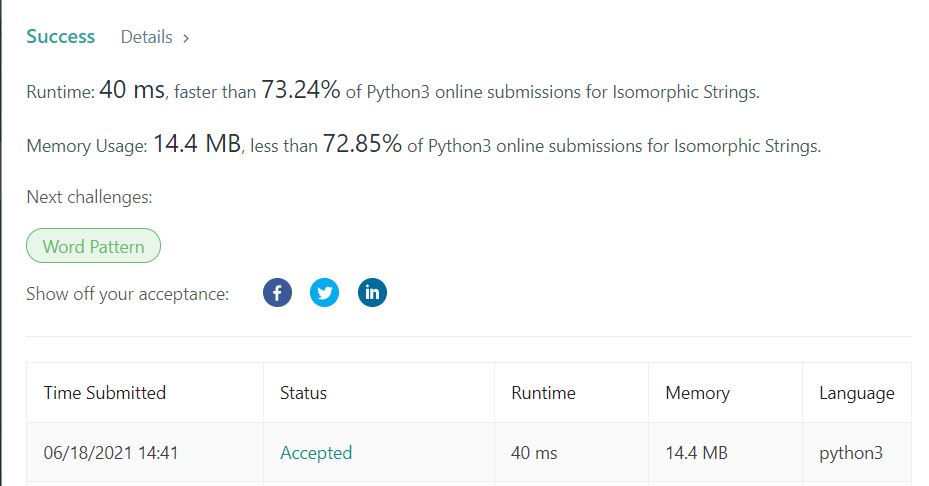 Success Details >
Runtime: 40 ms, faster than 73.24% of Python3 online submissions for Isomorphic Strings.
Memory Usage: 14.4 MB, less than 72.85% of Python3 online submissions for Isomorphic Strings.
Next challenges:
Word Pattern
Show off your acceptance:
Time Submitted Status Runtime Memory Language
06/18/2021 14:41 Accepted 40 ms 14.4 MB python3